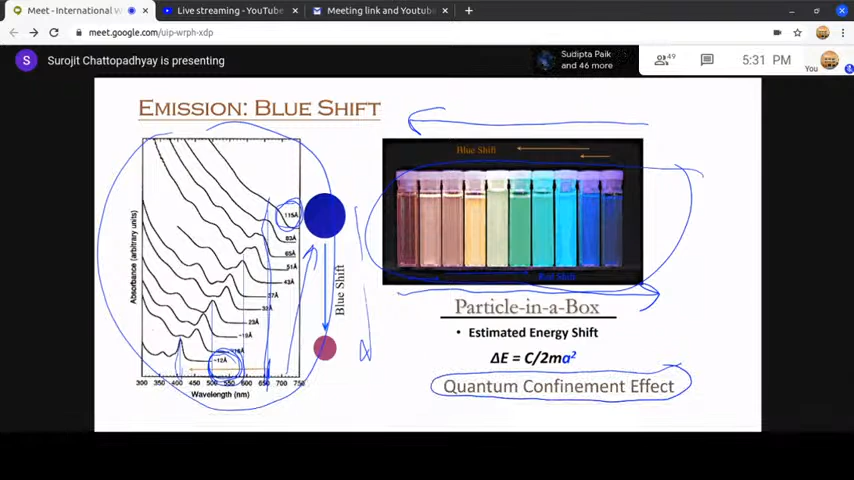 Meet - International W
Live streaming - YouTube
Meeting link and Youtub
meet.google.com/uip-wrph-xdp
S
Surojit Chattopadhyay is presenting
Sudipta Paik
and 46 more
49
5:31 PM
You
EMISSION: BLUE SHIFT
Absorbance (arbitrary units)
115Å
83Å
65Å
51Å
43Å
37Å
32Å
23Å
~12Å
300 350 400 450 500 550 600 650 700 750
Wavelength (nm)
Blue Shift
Blue Shift
Red Shift
Particle-in-a-Box
• Estimated Energy Shift
ΔE = C/2ma²
Quantum Confinement Effect